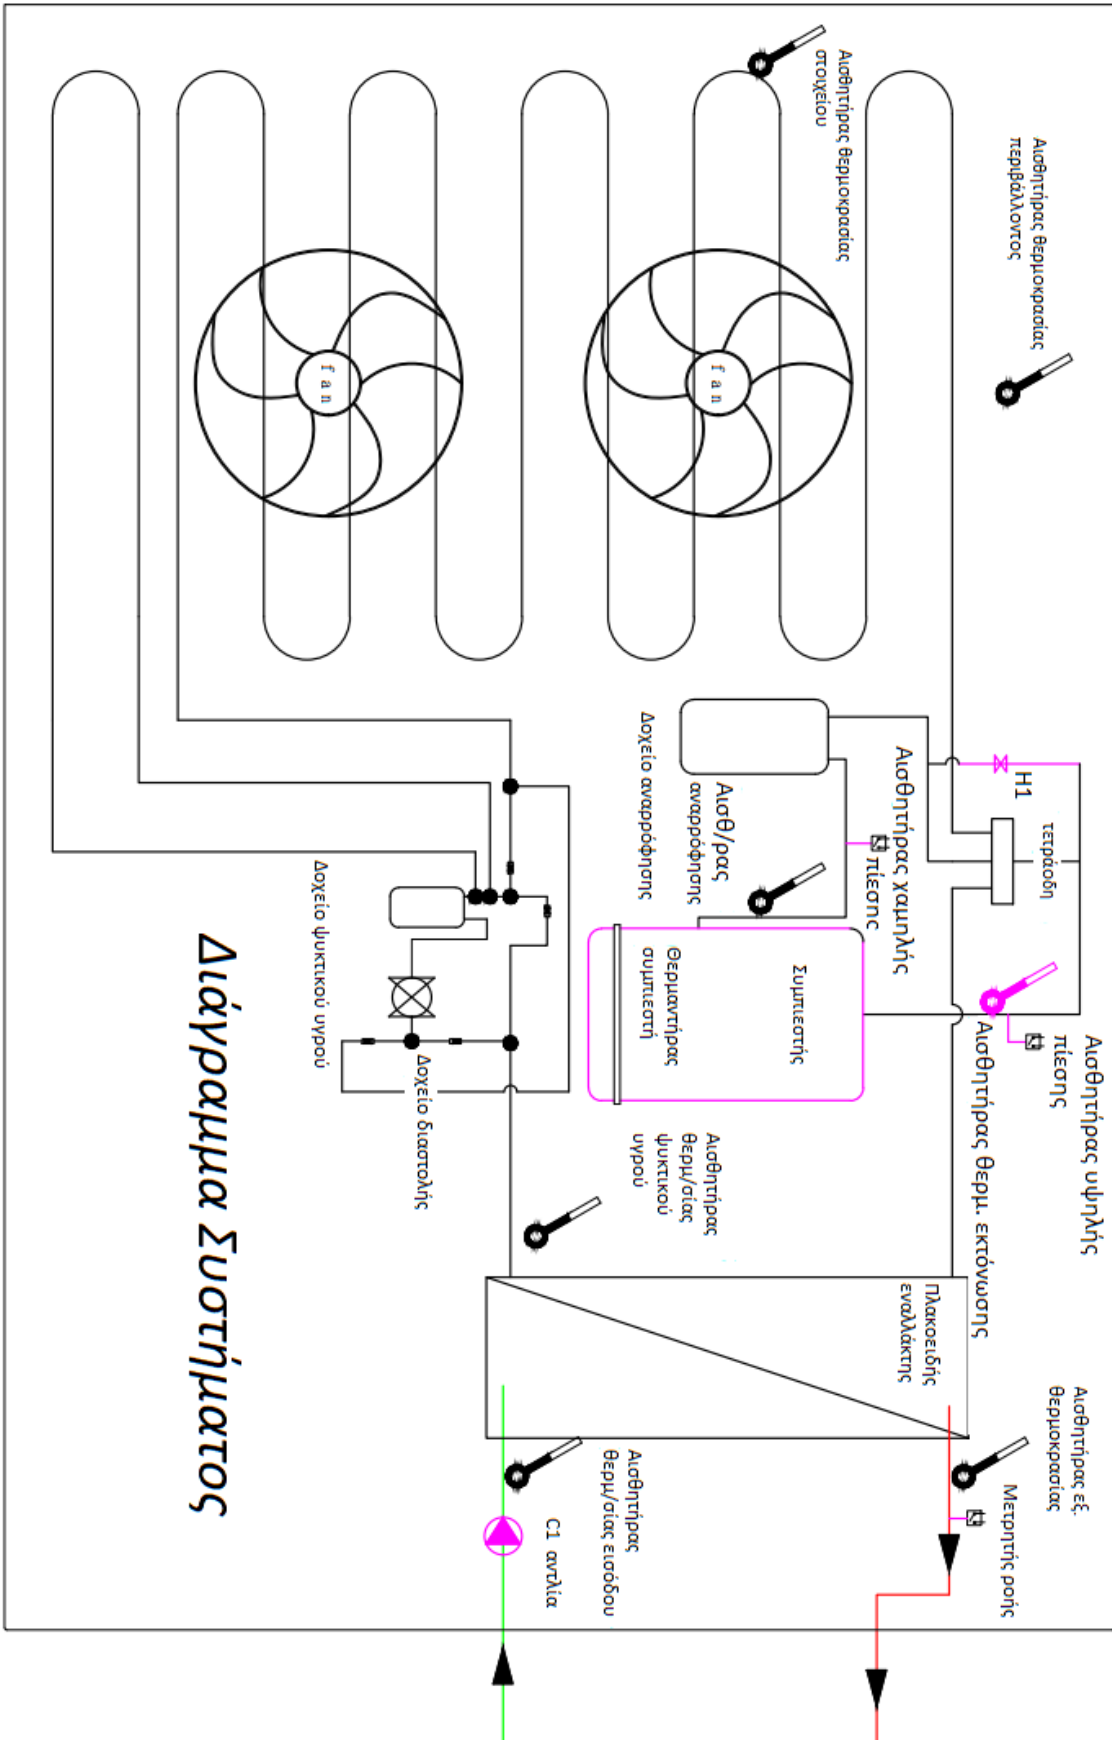 Αισθητήρας θερμοκρασίας
περιβάλλοντος
Αισθητήρας θερμοκρασίας
στοιχείου
fan
fan
H1
τετράοδη
Αισθητήρας υψηλής
πίεσης
Αισθητήρας θερμ. εκτόνωσης
Αισθητήρας χαμηλής
πίεσης
Αισθ/ρας
αναρρόφησης
Δοχείο αναρρόφησης
Συμπιεστής
Θερμαντήρας
συμπιεστή
Δοχείο ψυκτικού υγρού
Δοχείο διαστολής
Αισθητήρας
θερμ/σίας
ψυκτικού
υγρού
Πλακοειδής
εναλλάκτης
Αισθητήρας εξ.
θερμοκρασίας
Μετρητής ροής
Αισθητήρας
θερμ/σίας εισόδου
C1 αντλία
Διάγραμμα Συστήματος